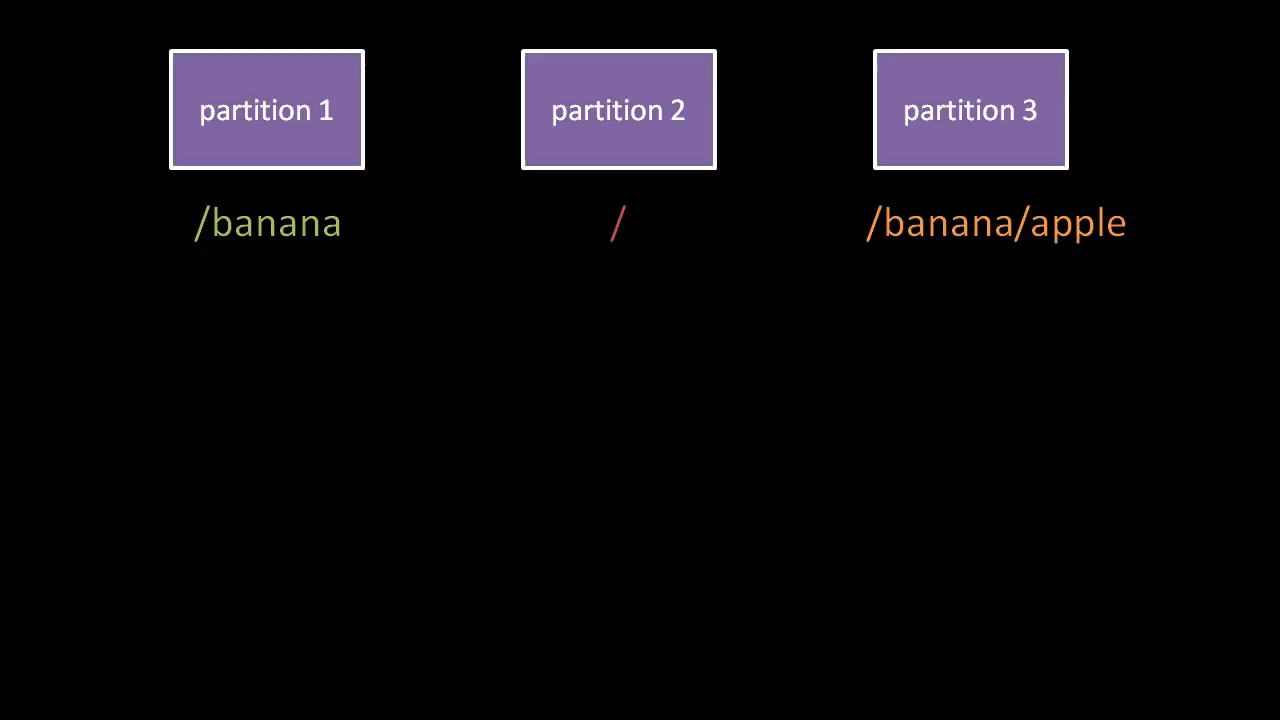 partition 1
partition 2
partition 3
/banana
/
/banana/apple